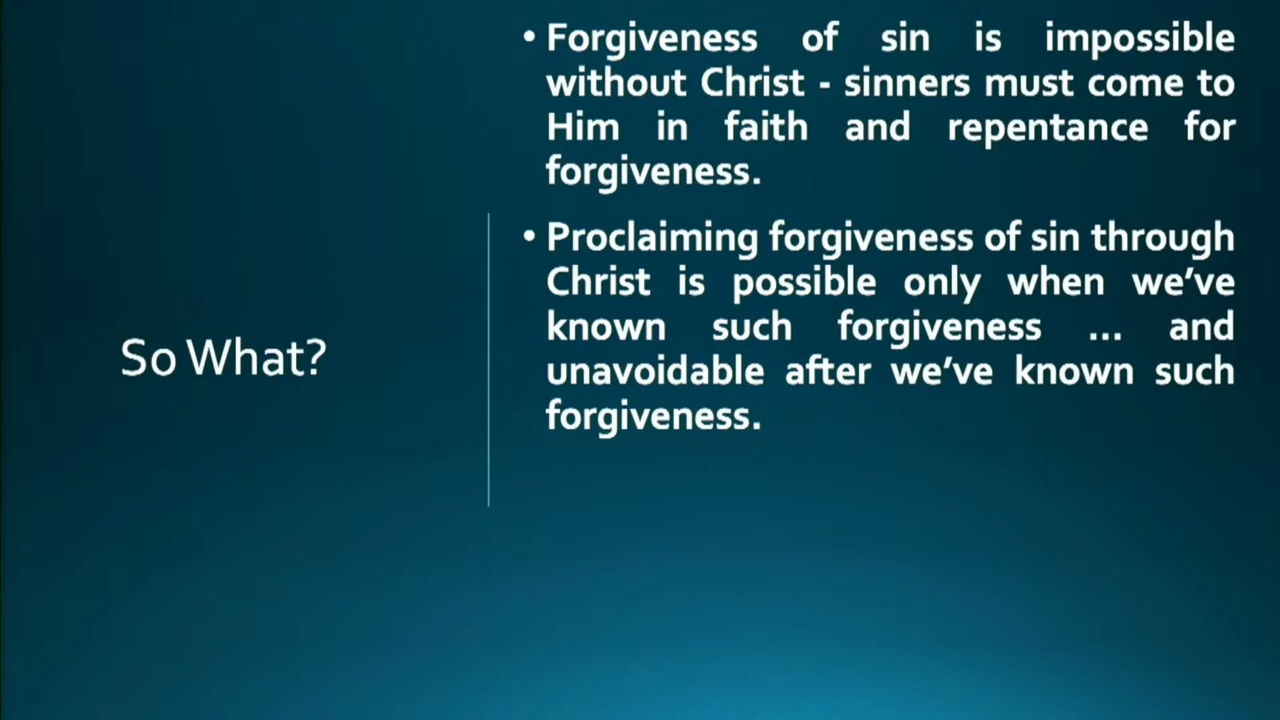 So What?
• Forgiveness of sin is impossible
without Christ - sinners must come to
Him in faith and repentance for
forgiveness.
• Proclaiming forgiveness of sin through
Christ is possible only when we’ve
known such forgiveness ... and
unavoidable after we’ve known such
forgiveness.